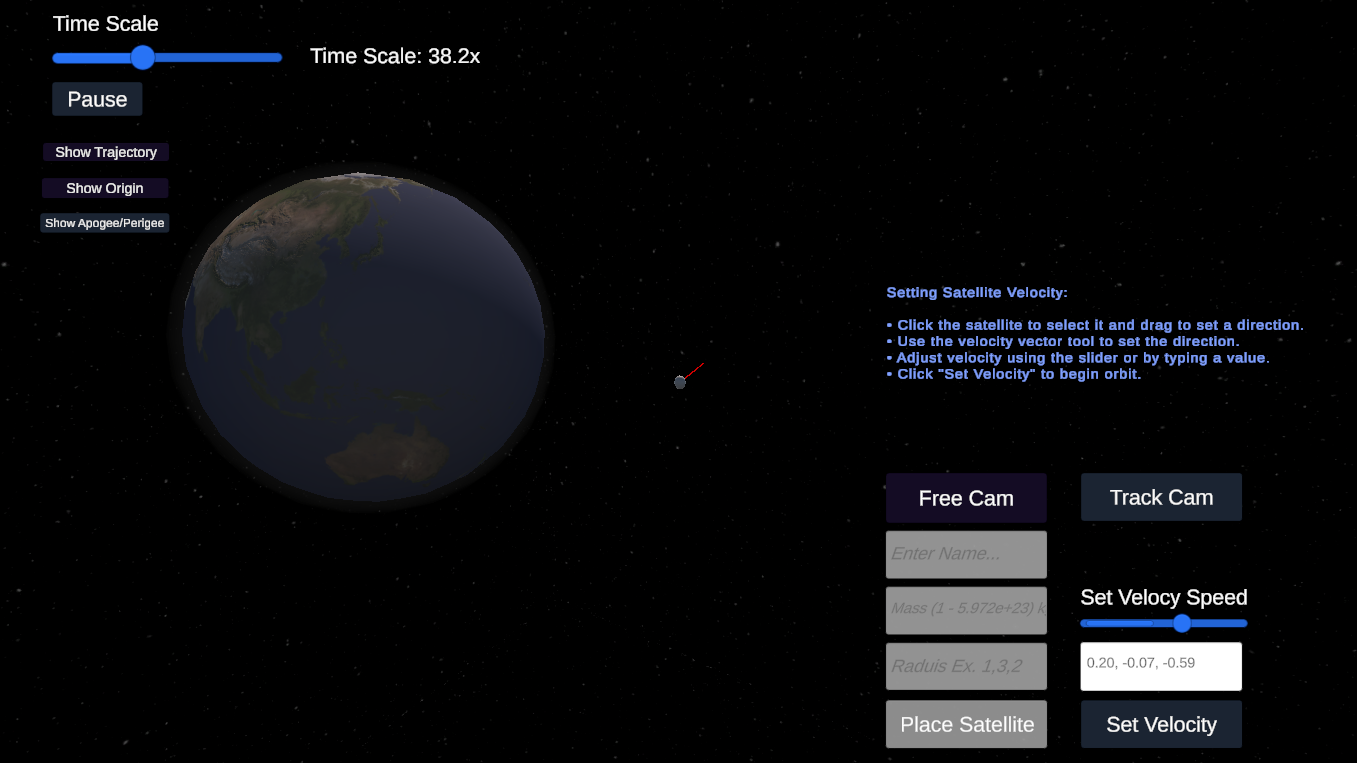 Time Scale
Time Scale: 38.2x
Pause
Show Trajectory
Show Origin
Show Apogee/Perigee
Setting Satellite Velocity:
• Click the satellite to select it and drag to set a direction.
• Use the velocity vector tool to set the direction.
• Adjust velocity using the slider or by typing a value.
• Click "Set Velocity" to begin orbit.
Free Cam
Track Cam
Enter Name...
Mass (1 - 5.972e+23) k
Set Velocy Speed
Raduis Ex. 1,3,2
0.20, -0.07, -0.59
Place Satellite
Set Velocity